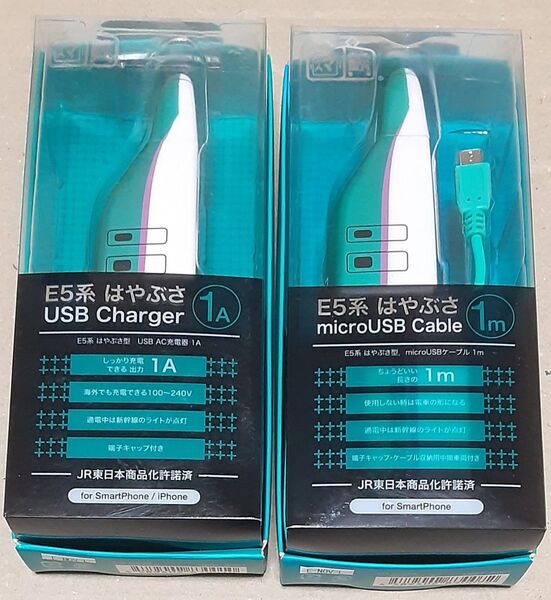 E5系 はやぶさ
USB Charger
1A
E5系 はやぶさ型 USB AC充電器 1A
しっかり充電
できる 出力 1A
海外でも充電できる100~240V
通電中は新幹線のライトが点灯
端子キャップ付き
JR東日本商品化許諾済
for SmartPhone / iPhone
E5系 はやぶさ
microUSB Cable
1m
E5系 はやぶさ型, microUSBケーブル 1m
ちょうどいい
長さの 1m
使用しない時は電車の形になる
通電中は新幹線のライトが点灯
端子キャップ・ケーブル収納用中間車両付き
JR東日本商品化許諾済
for SmartPhone